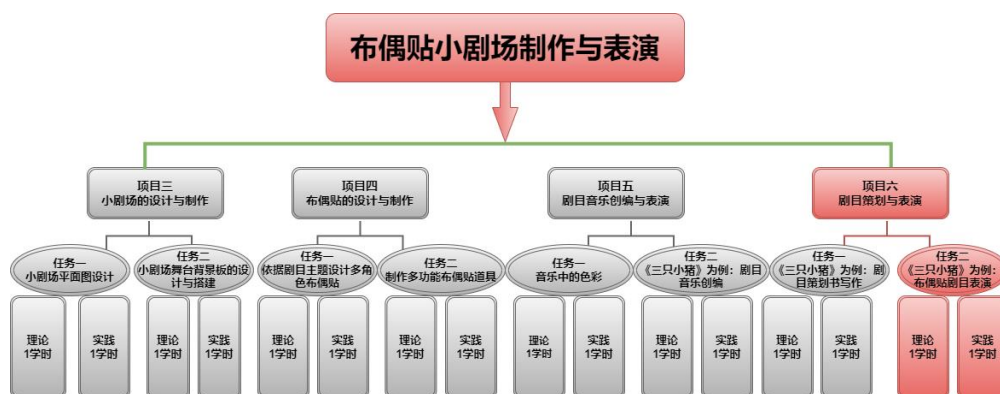 布偶贴小剧场制作与表演
项目三
小剧场的设计与制作
项目四
布偶贴的设计与制作
项目五
剧目音乐创编与表演
项目六
剧目策划与表演
任务一
小剧场平面图设计
任务二
小剧场舞台背景板的设
计与搭建
任务一
依据剧目主题设计多角
色布偶贴
任务二
制作多功能布偶贴道具
任务一
音乐中的色彩
任务二
《三只小猪》为例：剧目
音乐创编
任务一
《三只小猪》为例：剧
目策划书写作
任务二
《三只小猪》为例：
布偶贴剧目表演
理论
1学时
实践
1学时
理论
1学时
实践
1学时
理论
1学时
实践
1学时
理论
1学时
实践
1学时
理论
1学时
实践
1学时
理论
1学时
实践
1学时
理论
1学时
实践
1学时
理论
1学时
实践
1学时